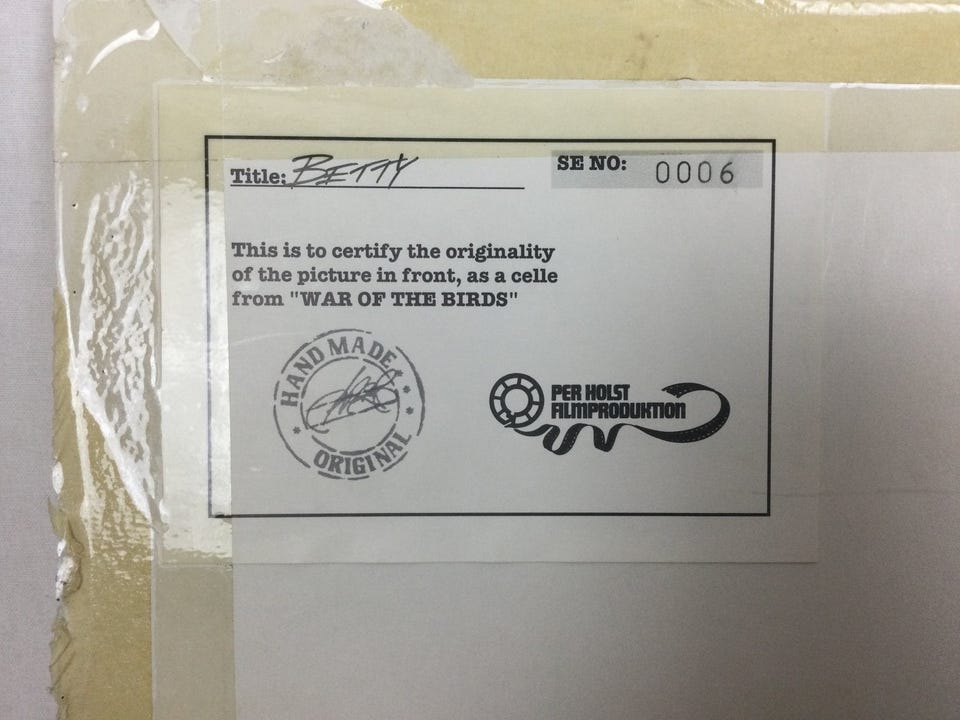 Title: BETTY
SE NO: 0006
This is to certify the originality
of the picture in front, as a celle
from "WAR OF THE BIRDS"
HAND MADE
ORIGINAL
PER HOLST
FILMPRODUKTION